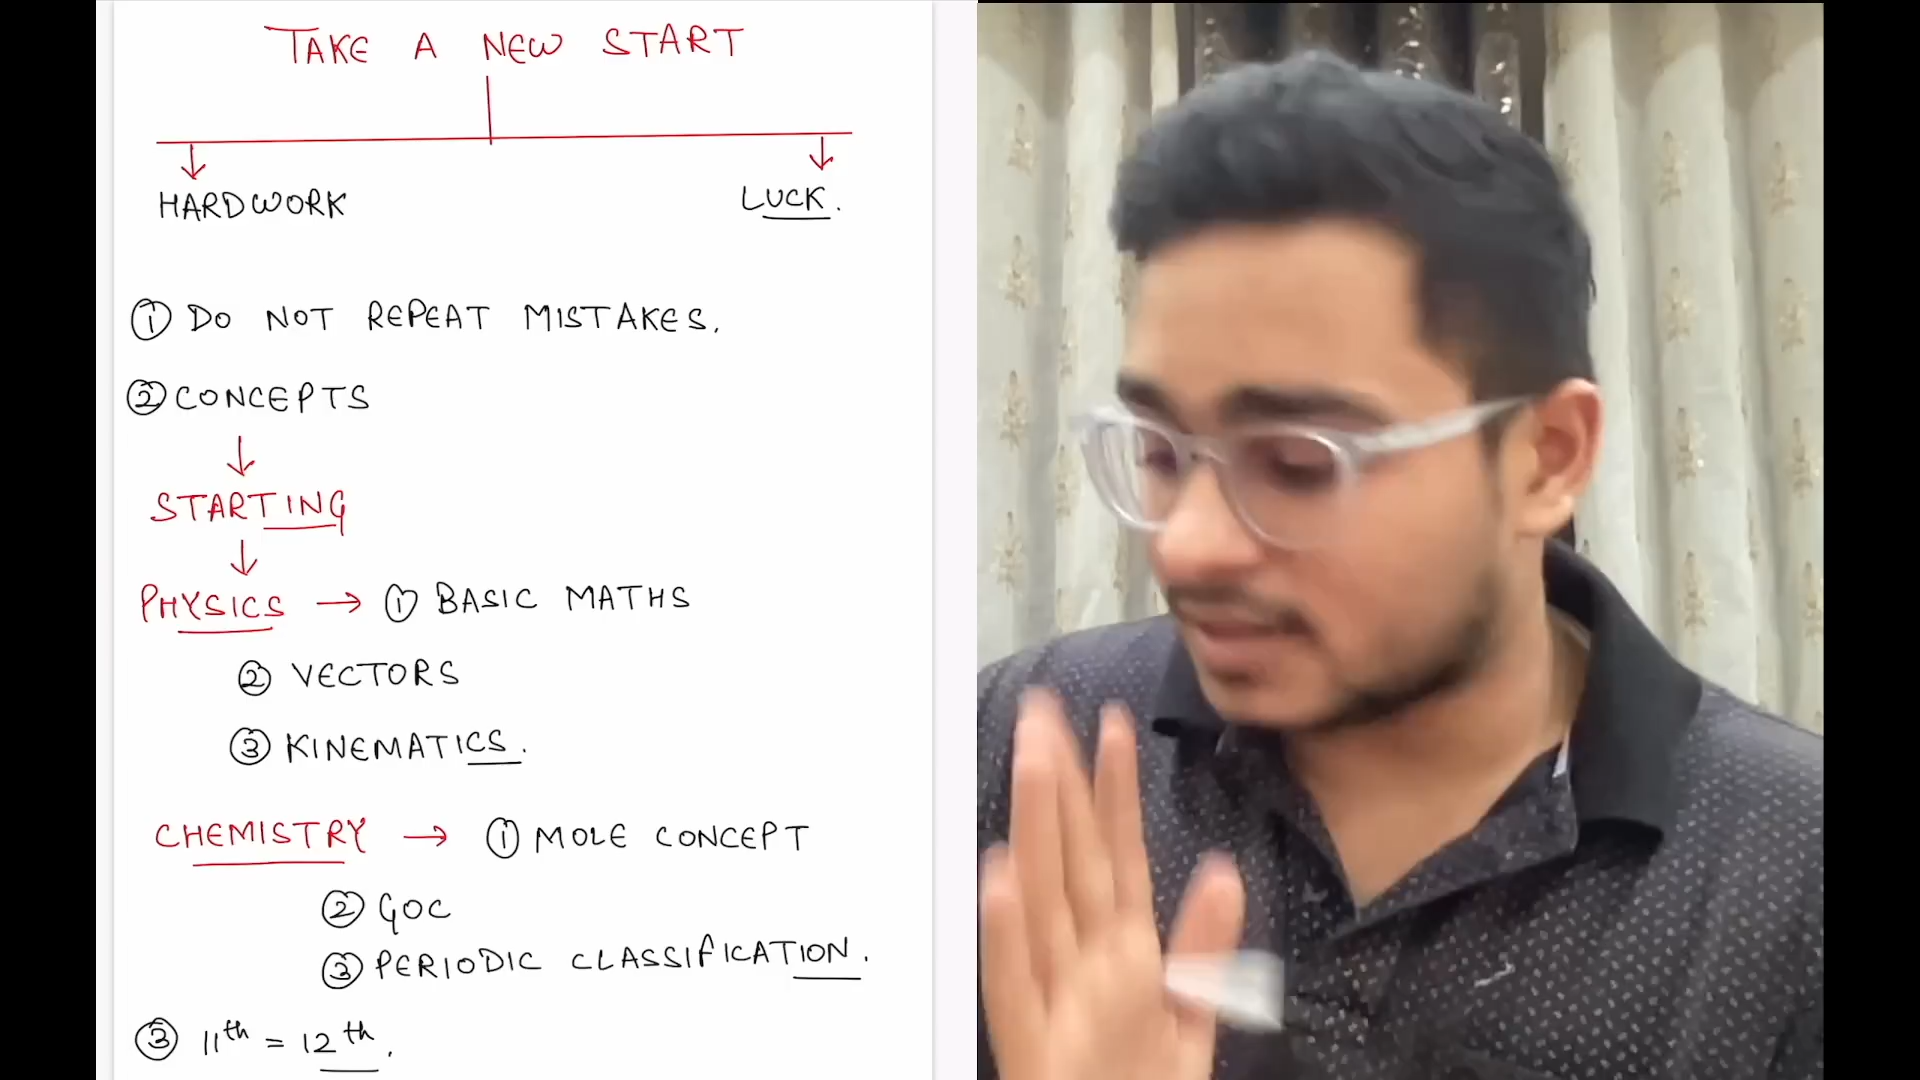 TAKE A NEW START
HARDWORK LUCK.
① DO NOT REPEAT MISTAKES.
② CONCEPTS
↓
STARTING
↓
PHYSICS → ① BASIC MATHS
② VECTORS
③ KINEMATICS.
CHEMISTRY → ① MOLE CONCEPT
② GOC
③ PERIODIC CLASSIFICATION.
③ 11th = 12th.